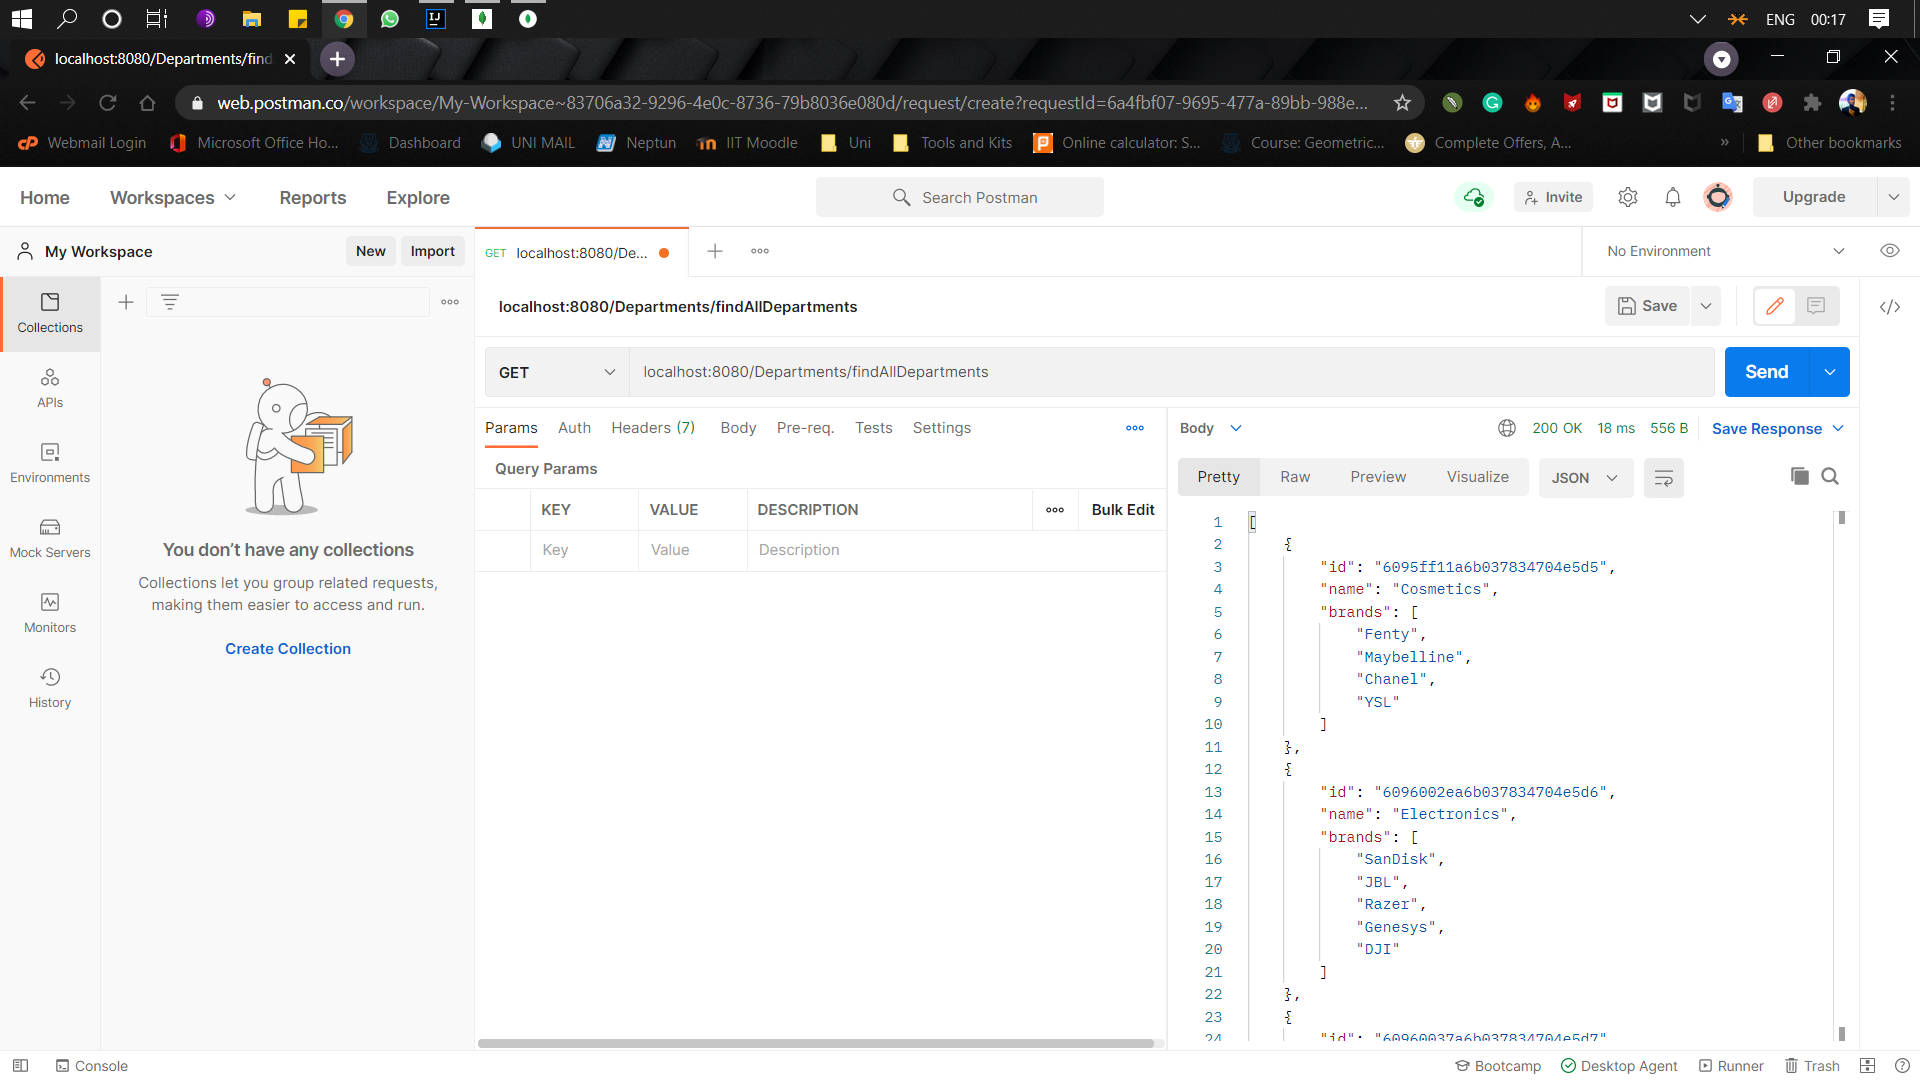 ENG 00:17
localhost:8080/Departments/find
web.postman.co/workspace/My-Workspace~83706a32-9296-4e0c-8736-79b8036e080d/request/create?requestId=6a4fbf07-9695-477a-89bb-988e...
Webmail Login Microsoft Office Ho... Dashboard UNI MAIL Neptun IIT Moodle Uni Tools and Kits Online calculator: S... Course: Geometric... Complete Offers, A... » Other bookmarks
Home Workspaces Reports Explore Search Postman Invite Upgrade
My Workspace New Import GET localhost:8080/De... No Environment
Collections
APIs
Environments
Mock Servers
Monitors
History
You don’t have any collections
Collections let you group related requests,
making them easier to access and run.
Create Collection
localhost:8080/Departments/findAllDepartments Save
GET localhost:8080/Departments/findAllDepartments Send
Params Auth Headers (7) Body Pre-req. Tests Settings
Query Params
KEY VALUE DESCRIPTION Bulk Edit
Key Value Description
Body 200 OK 18 ms 556 B Save Response
Pretty Raw Preview Visualize JSON
1 [
2 {
3 "id": "6095ff11a6b037834704e5d5",
4 "name": "Cosmetics",
5 "brands": [
6 "Fenty",
7 "Maybelline",
8 "Chanel",
9 "YSL"
10 ]
11 },
12 {
13 "id": "6096002ea6b037834704e5d6",
14 "name": "Electronics",
15 "brands": [
16 "SanDisk",
17 "JBL",
18 "Razer",
19 "Genesys",
20 "DJI"
21 ]
22 },
23 {
24 "id": "60960037a6b037834704e5d7"
Console Bootcamp Desktop Agent Runner Trash